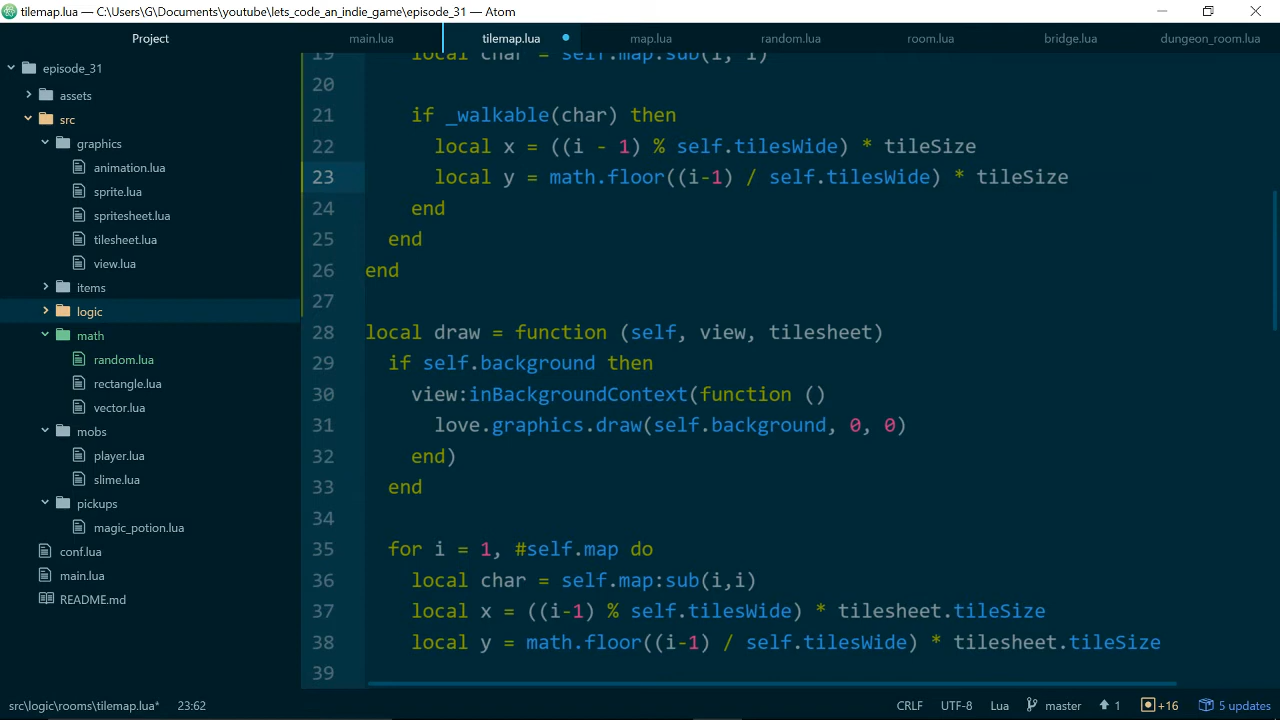 tilemap.lua — C:\Users\G\Documents\youtube\lets_code_an_indie_game\episode_31 — Atom
Project
main.lua
tilemap.lua
map.lua
random.lua
room.lua
bridge.lua
dungeon_room.lua
episode_31
assets
src
graphics
animation.lua
sprite.lua
spritesheet.lua
tilesheet.lua
view.lua
items
logic
math
random.lua
rectangle.lua
vector.lua
mobs
player.lua
slime.lua
pickups
magic_potion.lua
conf.lua
main.lua
README.md
19 local char = self.map:sub(i, i)
20
21 if _walkable(char) then
22 local x = ((i - 1) % self.tilesWide) * tileSize
23 local y = math.floor((i-1) / self.tilesWide) * tileSize
24 end
25 end
26 end
27
28 local draw = function (self, view, tilesheet)
29 if self.background then
30 view:inBackgroundContext(function ()
31 love.graphics.draw(self.background, 0, 0)
32 end)
33 end
34
35 for i = 1, #self.map do
36 local char = self.map:sub(i,i)
37 local x = ((i-1) % self.tilesWide) * tilesheet.tileSize
38 local y = math.floor((i-1) / self.tilesWide) * tilesheet.tileSize
39
src\logic\rooms\tilemap.lua* 23:62 CRLF UTF-8 Lua master 1 +16 5 updates